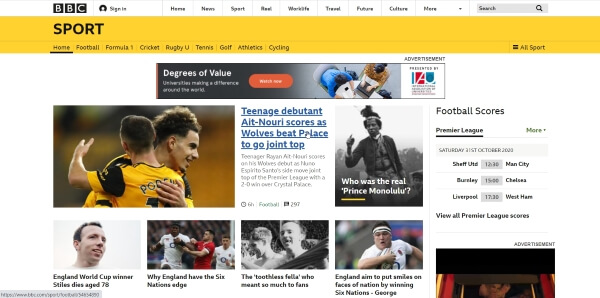 BBC
Sign in
Home
News
Sport
Reel
Worklife
Travel
Future
Culture
More
Search
SPORT
Home
Football
Formula 1
Cricket
Rugby U
Tennis
Golf
Athletics
Cycling
All Sport
ADVERTISEMENT
Degrees of Value
Universities making a difference
around the world.
Watch now
PRESENTED BY
IAU
INTERNATIONAL
ASSOCIATION OF
UNIVERSITIES
Teenage debutant
Ait-Nouri scores as
Wolves beat Palace
to go joint top
Teenager Rayan Ait-Nouri scores
on his Wolves debut as Nuno
Espirito Santo's side move joint
top of the Premier League with a
2-0 win over Crystal Palace.
6h
Football
297
Who was the real
'Prince Monolulu'?
Football Scores
Premier League
More
SATURDAY 31ST OCTOBER 2020
Sheff Utd 12:30 Man City
Burnley 15:00 Chelsea
Liverpool 17:30 West Ham
View all Premier League scores
ADVERTISEMENT
England World Cup winner
Stiles dies aged 78
Why England have the Six
Nations edge
The 'toothless fella' who
meant so much to fans
England aim to put smiles on
faces of nation by winning
Six Nations - George
https://www.bbc.com/sport/football/54654893